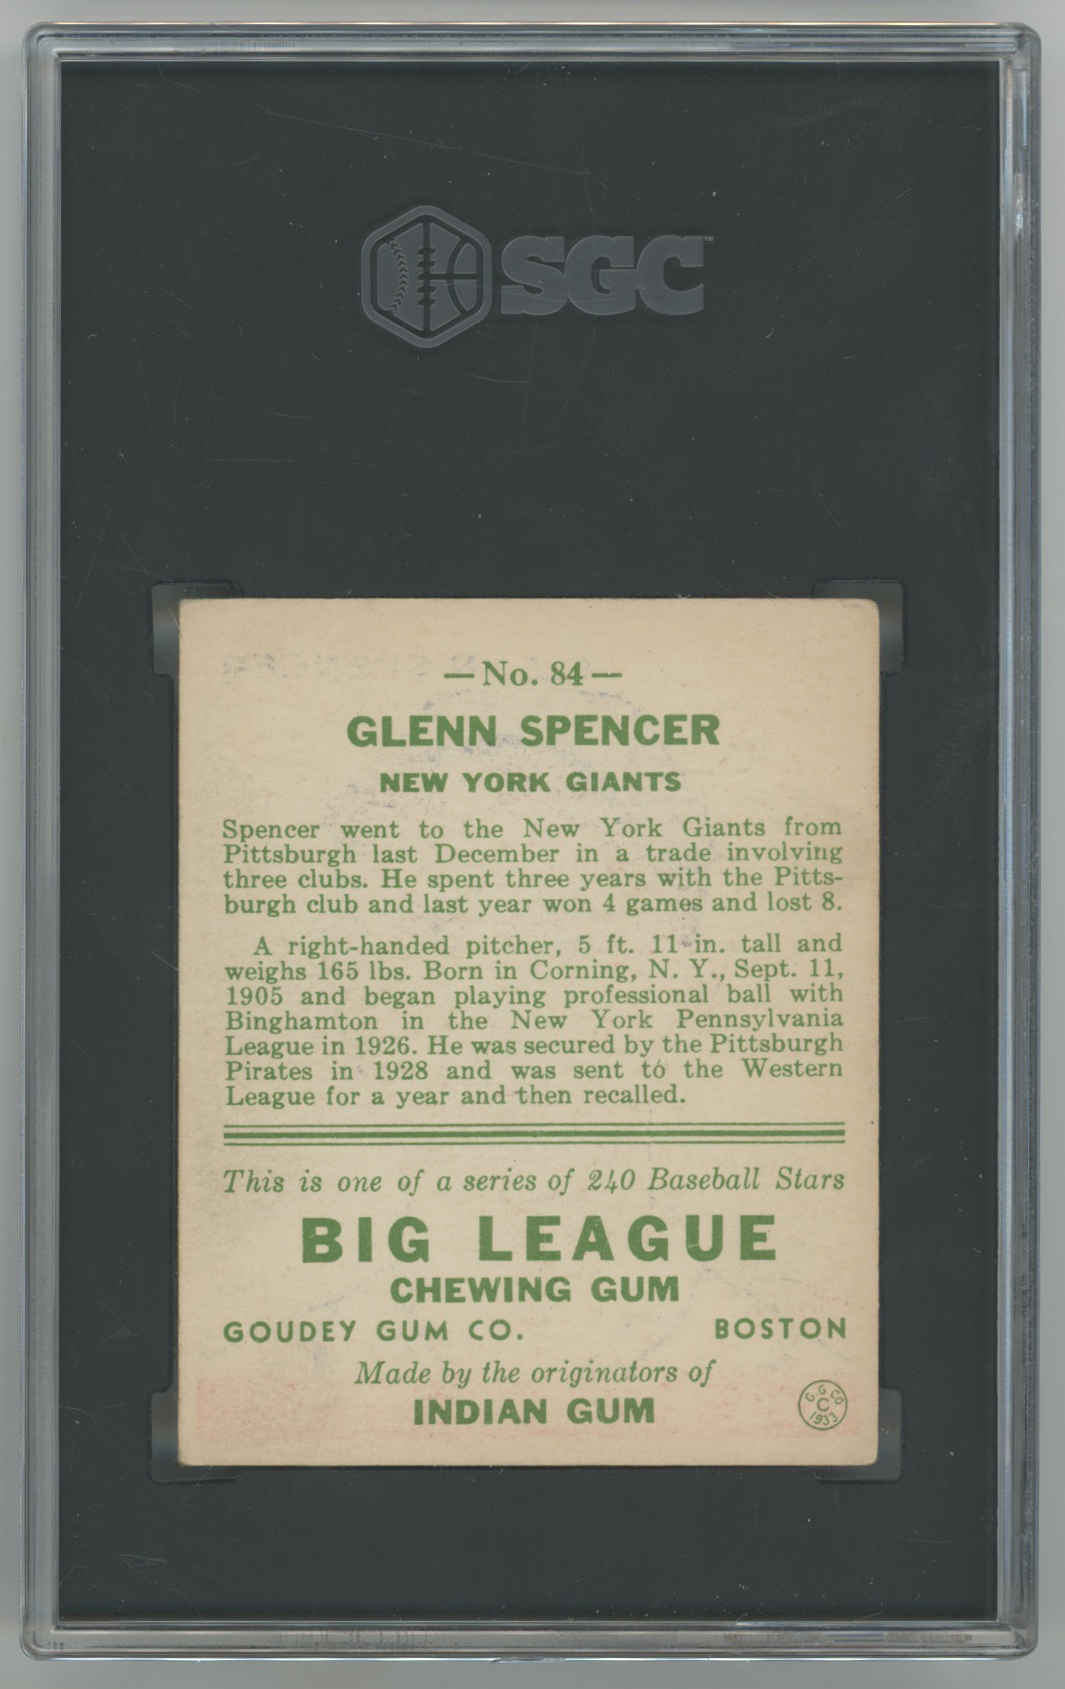 SGC™
— No. 84 —
GLENN SPENCER
NEW YORK GIANTS
Spencer went to the New York Giants from
Pittsburgh last December in a trade involving
three clubs. He spent three years with the Pitts-
burgh club and last year won 4 games and lost 8.
A right-handed pitcher, 5 ft. 11 in. tall and
weighs 165 lbs. Born in Corning, N. Y., Sept. 11,
1905 and began playing professional ball with
Binghamton in the New York Pennsylvania
League in 1926. He was secured by the Pittsburgh
Pirates in 1928 and was sent to the Western
League for a year and then recalled.
This is one of a series of 240 Baseball Stars
BIG LEAGUE
CHEWING GUM
GOUDEY GUM CO. BOSTON
Made by the originators of
INDIAN GUM
G. G. CO
C
1933